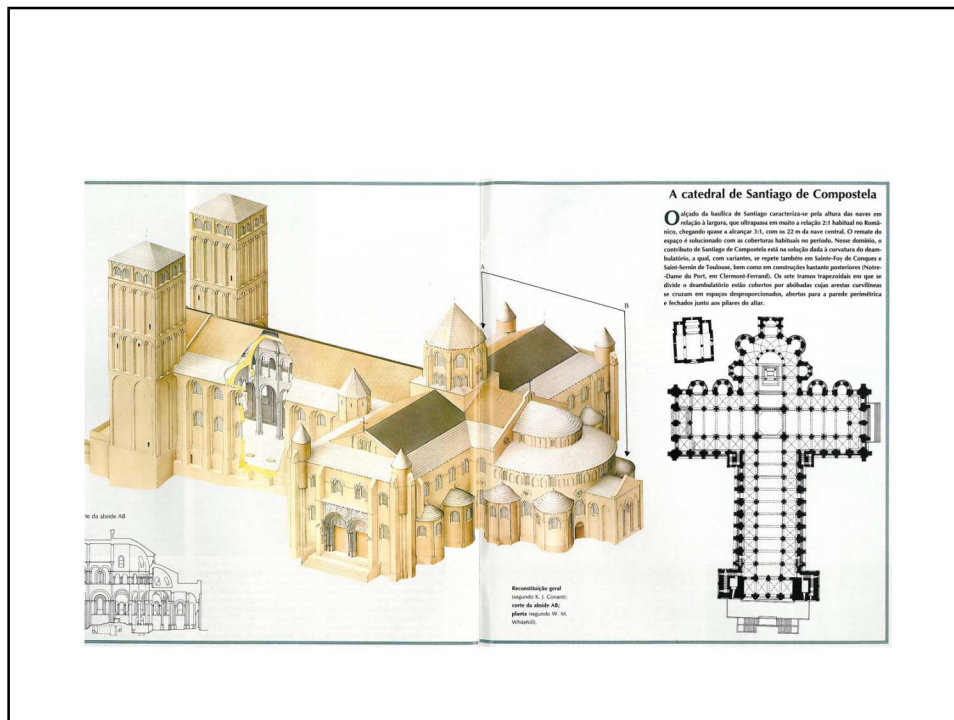 A catedral de Santiago de Compostela
O alçado da basílica de Santiago caracteriza-se pela altura das naves em
relação à largura, que ultrapassa em muito a relação 2:1 habitual no Romà-
nico, chegando quase a alcançar 3:1, com os 22 m da nave central. O remate do
espaço é solucionado com as coberturas habituais no período. Nesse domínio, o
contributo de Santiago de Compostela está na solução dada à curvatura do deam-
bulatório, a qual, com variantes, se repete também em Sainte-Foy de Conques e
Saint-Sernin de Toulouse, bem como em construções bastante posteriores (Notre-
-Dame du Port, em Clermont-Ferrand). Os sete tramos trapezoidais em que se
divide o deambulatório estão cobertos por abóbadas cujas arestas curvilíneas
se cruzam em espaços desproporcionados, abertos para a parede perimétrica
e fechados junto aos pilares do altar.
A
B
rte da abside AB
Reconstituição geral
(segundo K. J. Conant);
corte da abside AB;
planta (segundo W. M.
Whitehill).